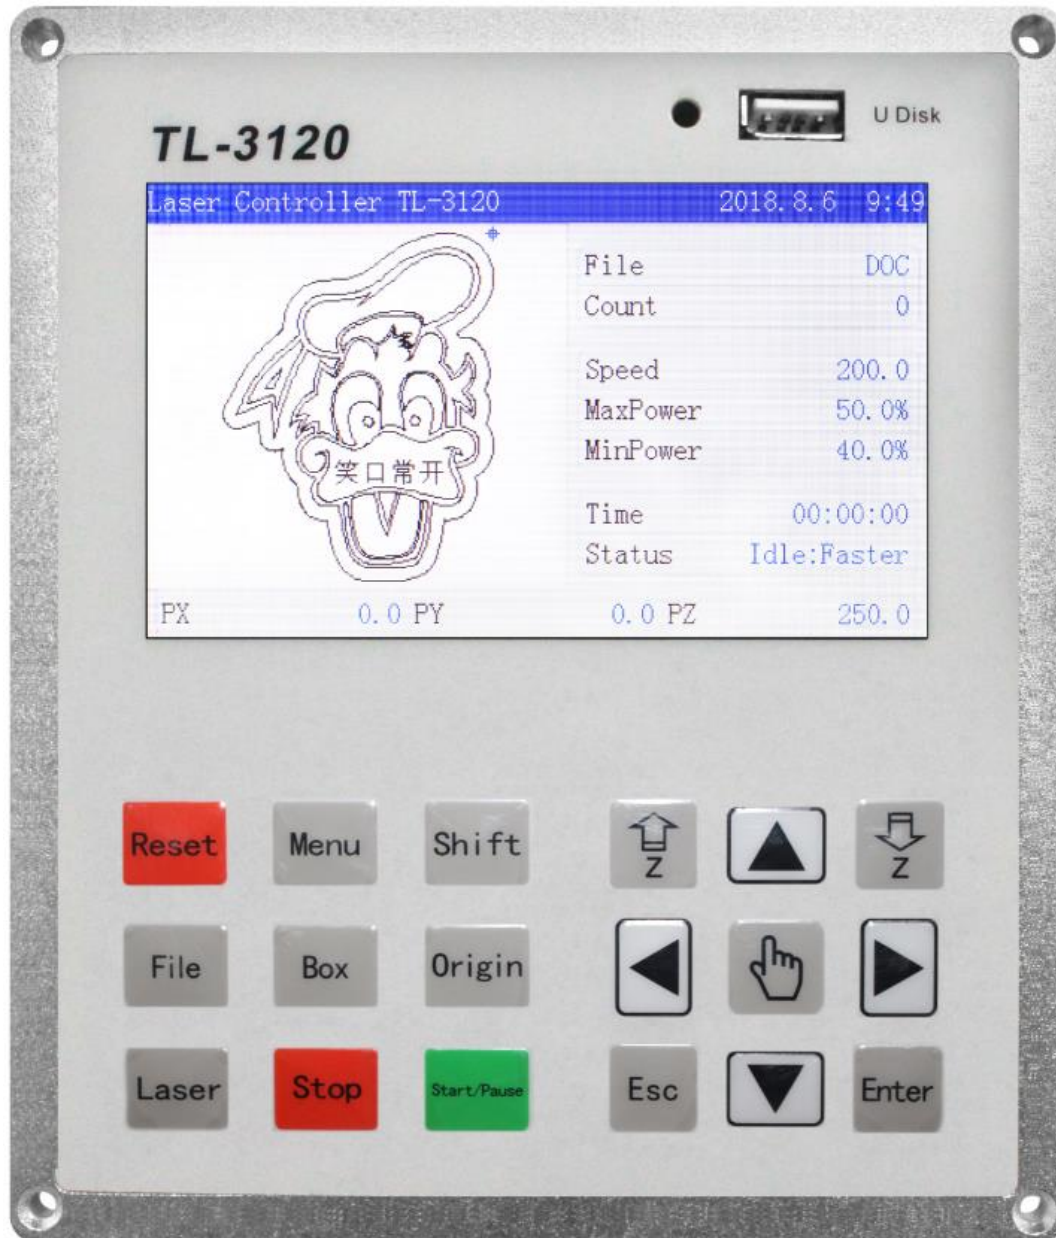 U Disk
TL-3120
Laser Controller TL-3120 2018. 8. 6 9:49
File DOC
Count 0
Speed 200.0
MaxPower 50.0%
MinPower 40.0%
笑口常开
Time 00:00:00
Status Idle:Faster
PX 0.0 PY 0.0 PZ 250.0
Reset Menu Shift Z Z
File Box Origin
Laser Stop Start/Pause Esc Enter